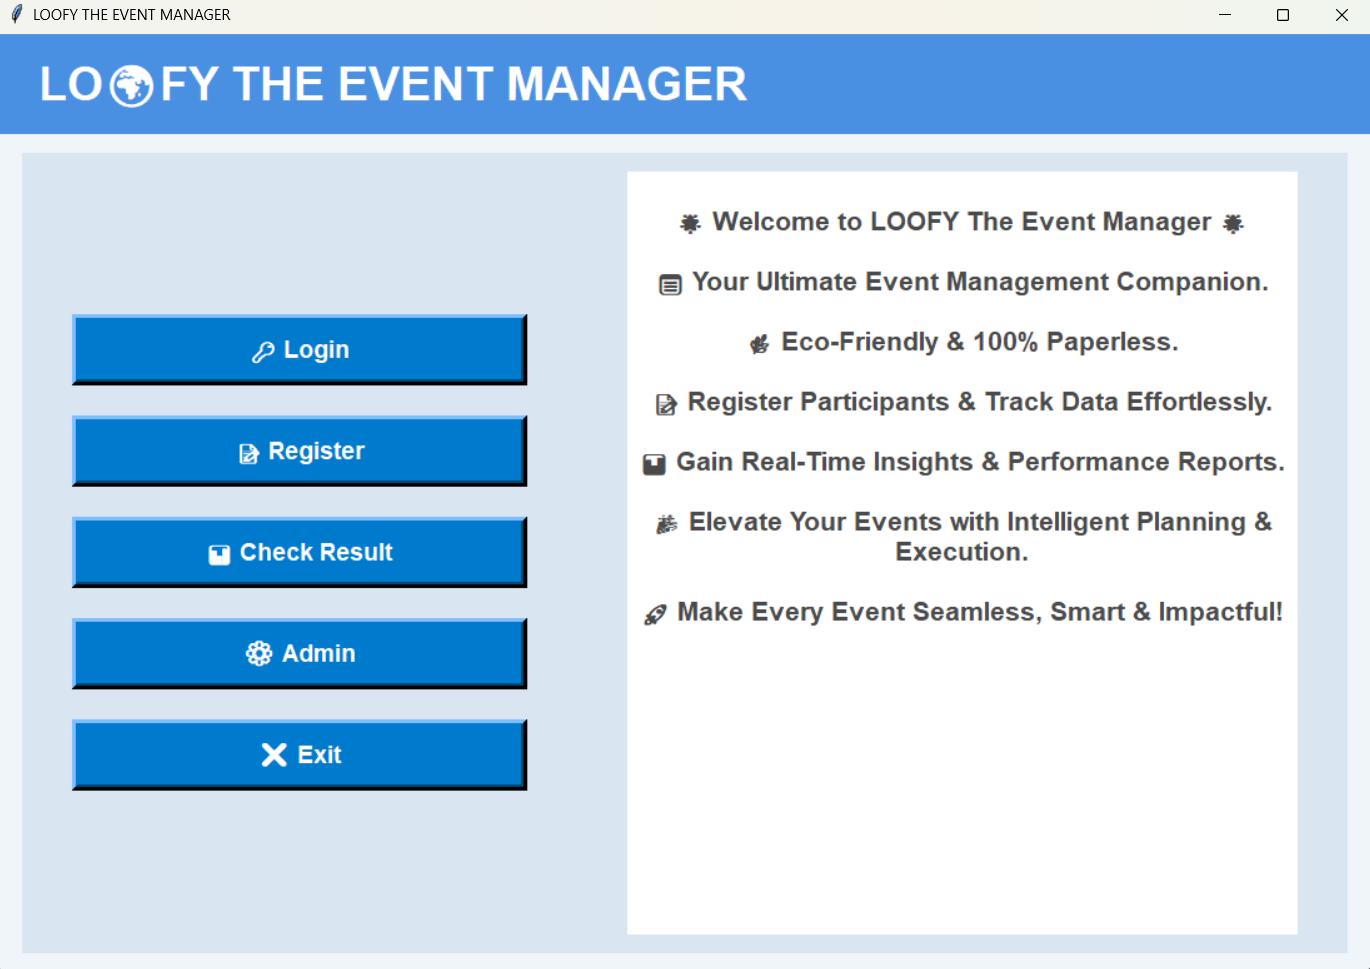 LOOFY THE EVENT MANAGER
LO🌍FY THE EVENT MANAGER
Login
Register
Check Result
Admin
Exit
Welcome to LOOFY The Event Manager
Your Ultimate Event Management Companion.
Eco-Friendly & 100% Paperless.
Register Participants & Track Data Effortlessly.
Gain Real-Time Insights & Performance Reports.
Elevate Your Events with Intelligent Planning &
Execution.
Make Every Event Seamless, Smart & Impactful!